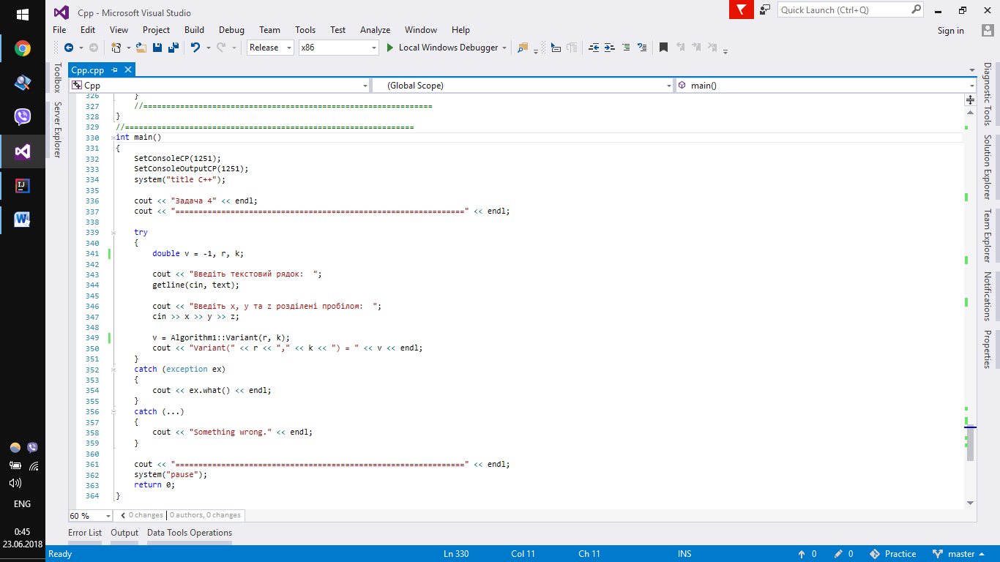 Cpp - Microsoft Visual Studio
Quick Launch (Ctrl+Q)
File Edit View Project Build Debug Team Tools Test Analyze Window Help
Sign in
Release x86 Local Windows Debugger
Toolbox
Server Explorer
Cpp.cpp
Cpp (Global Scope) main()
326 }
327 //===============================================================
328 }
329 //===============================================================
330 int main()
331 {
332 SetConsoleCP(1251);
333 SetConsoleOutputCP(1251);
334 system("title C++");
335
336 cout << "Задача 4" << endl;
337 cout << "===============================================================" << endl;
338
339 try
340 {
341 double v = -1, r, k;
342
343 cout << "Введіть текстовий рядок:  ";
344 getline(cin, text);
345
346 cout << "Введіть x, y та z розділені пробілом:  ";
347 cin >> x >> y >> z;
348
349 v = Algorithm1::Variant(r, k);
350 cout << "Variant(" << r << "," << k << ") = " << v << endl;
351 }
352 catch (exception ex)
353 {
354 cout << ex.what() << endl;
355 }
356 catch (...)
357 {
358 cout << "Something wrong." << endl;
359 }
360
361 cout << "===============================================================" << endl;
362 system("pause");
363 return 0;
364 }
Diagnostic Tools
Solution Explorer
Team Explorer
Notifications
Properties
60 % 0 changes | 0 authors, 0 changes
Error List Output Data Tools Operations
Ready Ln 330 Col 11 Ch 11 INS 0 0 Practice master
ENG
0:45
23.06.2018